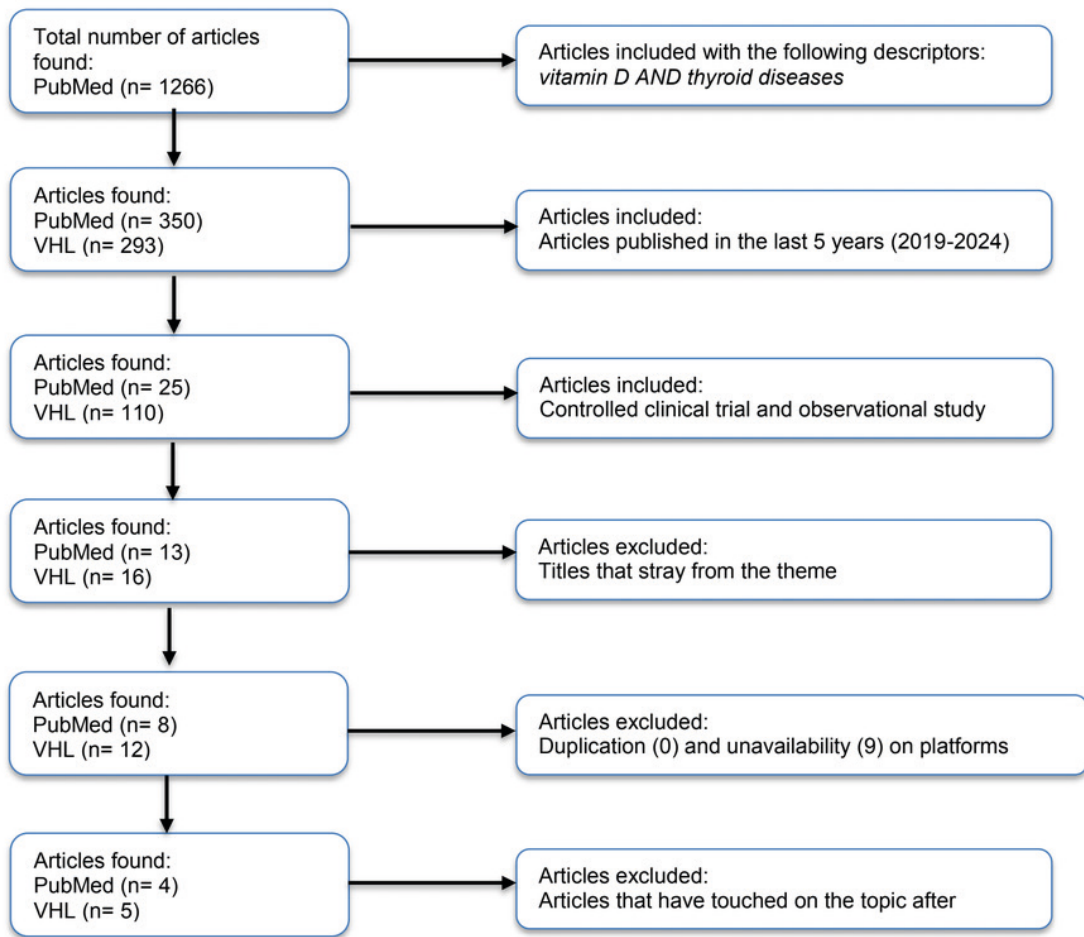 Total number of articles
found:
PubMed (n= 1266)
Articles included with the following descriptors:
vitamin D AND thyroid diseases
Articles found:
PubMed (n= 350)
VHL (n= 293)
Articles included:
Articles published in the last 5 years (2019-2024)
Articles found:
PubMed (n= 25)
VHL (n= 110)
Articles included:
Controlled clinical trial and observational study
Articles found:
PubMed (n= 13)
VHL (n= 16)
Articles excluded:
Titles that stray from the theme
Articles found:
PubMed (n= 8)
VHL (n= 12)
Articles excluded:
Duplication (0) and unavailability (9) on platforms
Articles found:
PubMed (n= 4)
VHL (n= 5)
Articles excluded:
Articles that have touched on the topic after